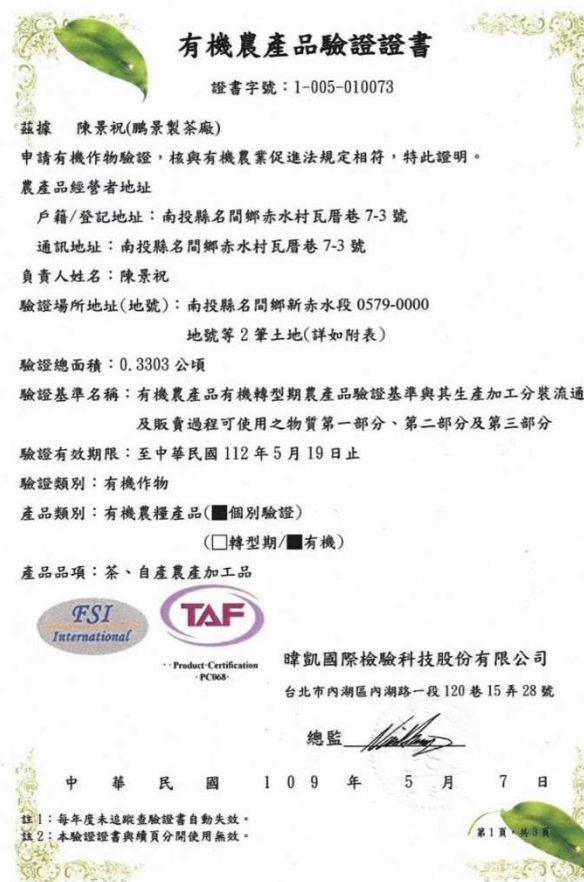 有機農產品驗證證書
證書字號：1-005-010073
茲據　陳景祝(鵬景製茶廠)
申請有機作物驗證，核與有機農業促進法規定相符，特此證明。
農產品經營者地址
戶籍/登記地址：南投縣名間鄉赤水村瓦厝巷 7-3 號
通訊地址：南投縣名間鄉赤水村瓦厝巷 7-3 號
負責人姓名：陳景祝
驗證場所地址(地號)：南投縣名間鄉新赤水段 0579-0000
地號等 2 筆土地(詳如附表)
驗證總面積：0.3303 公頃
驗證基準名稱：有機農產品有機轉型期農產品驗證基準與其生產加工分裝流通
及販賣過程可使用之物質第一部分、第二部分及第三部分
驗證有效期限：至中華民國 112 年 5 月 19 日止
驗證類別：有機作物
產品類別：有機農糧產品(■個別驗證)
(□轉型期/■有機)
產品品項：茶、自產農產加工品
FSI
International
TAF
··Product·Certification
·PC068·
暐凱國際檢驗科技股份有限公司
台北市內湖區內湖路一段 120 巷 15 弄 28 號
總監
中 華 民 國 1 0 9 年 5 月 7 日
註 1：每年度未追蹤查驗證書自動失效。
註 2：本驗證證書與續頁分開使用無效。
第 1 頁，共 3 頁